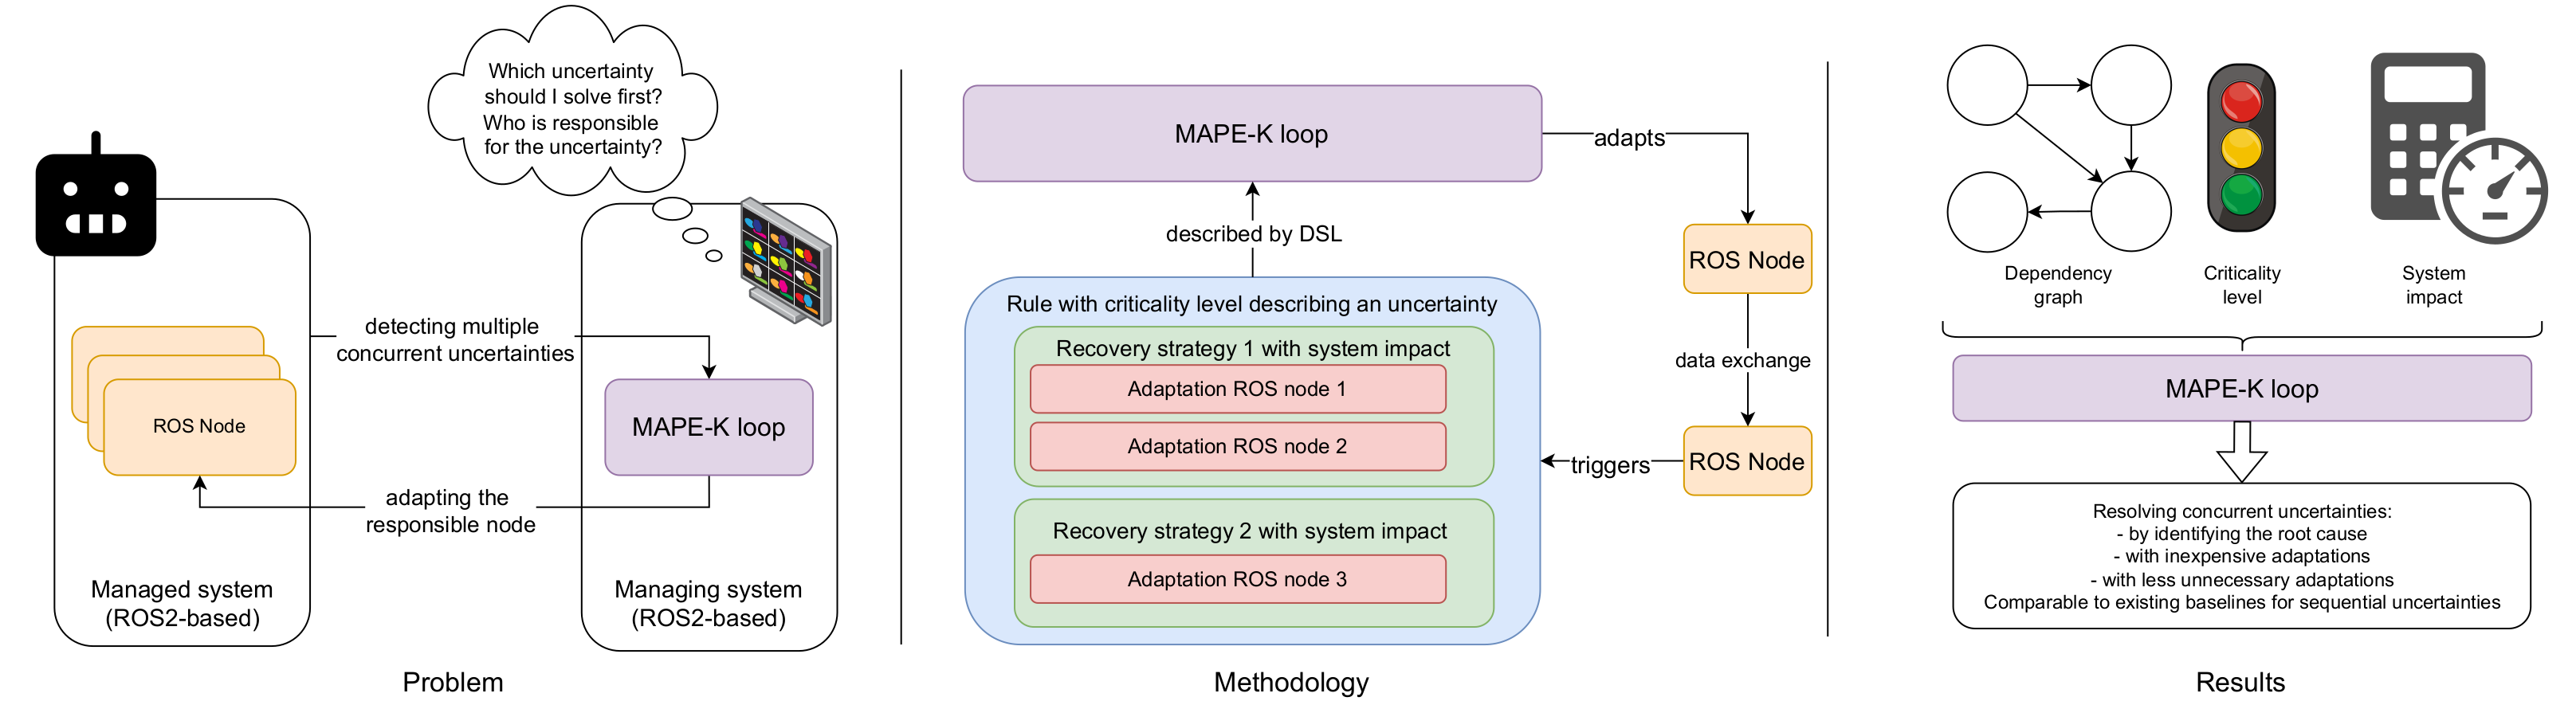 Which uncertainty
should I solve first?
Who is responsible
for the uncertainty?
detecting multiple
concurrent uncertainties
ROS Node
MAPE-K loop
adapting the
responsible node
Managed system
(ROS2-based)
Managing system
(ROS2-based)
Problem
MAPE-K loop
adapts
described by DSL
ROS Node
Rule with criticality level describing an uncertainty
Recovery strategy 1 with system impact
Adaptation ROS node 1
Adaptation ROS node 2
data exchange
triggers
ROS Node
Recovery strategy 2 with system impact
Adaptation ROS node 3
Methodology
Dependency
graph
Criticality
level
System
impact
MAPE-K loop
Resolving concurrent uncertainties:
- by identifying the root cause
- with inexpensive adaptations
- with less unnecessary adaptations
Comparable to existing baselines for sequential uncertainties
Results